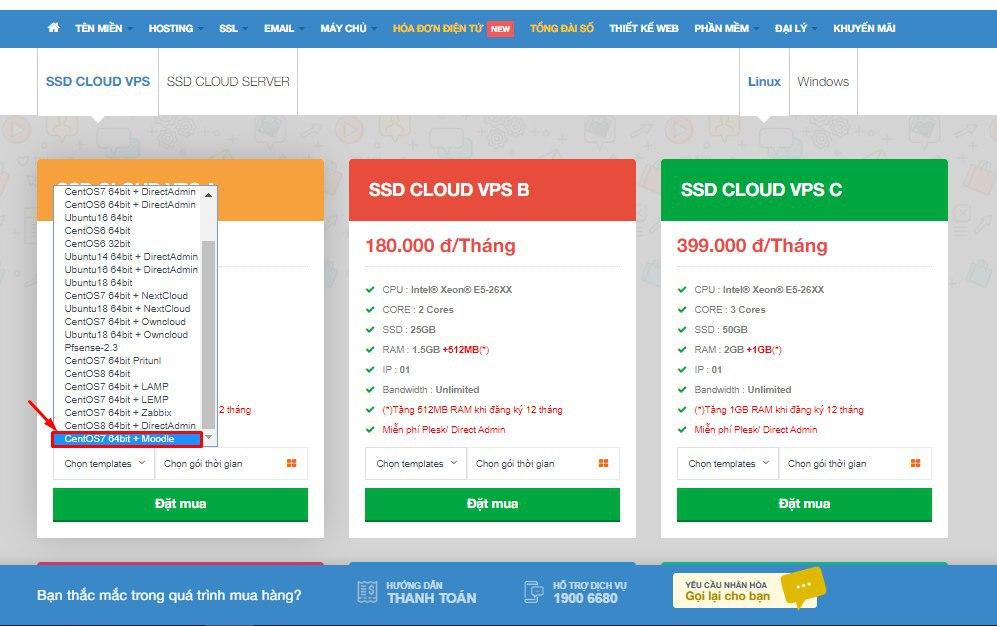 TÊN MIỀN HOSTING SSL EMAIL MÁY CHỦ HÓA ĐƠN ĐIỆN TỬ NEW TỔNG ĐÀI SỐ THIẾT KẾ WEB PHẦN MỀM ĐẠI LÝ KHUYẾN MÃI
SSD CLOUD VPS SSD CLOUD SERVER Linux Windows
CentOS7 64bit + DirectAdmin
CentOS6 64bit + DirectAdmin
Ubuntu16 64bit
CentOS6 64bit
CentOS6 32bit
Ubuntu14 64bit + DirectAdmin
Ubuntu16 64bit + DirectAdmin
Ubuntu18 64bit
CentOS7 64bit + NextCloud
Ubuntu18 64bit + NextCloud
CentOS7 64bit + Owncloud
Ubuntu18 64bit + Owncloud
Pfsense-2.3
CentOS7 64bit Pritunl
CentOS8 64bit
CentOS7 64bit + LAMP
CentOS7 64bit + LEMP
CentOS7 64bit + Zabbix
CentOS8 64bit + DirectAdmin
CentOS7 64bit + Moodle
2 tháng
Chọn templates Chọn gói thời gian
Đặt mua
SSD CLOUD VPS B
180.000 đ/Tháng
CPU : Intel® Xeon® E5-26XX
CORE : 2 Cores
SSD : 25GB
RAM : 1.5GB +512MB(*)
IP : 01
Bandwidth : Unlimited
(*)Tặng 512MB RAM khi đăng ký 12 tháng
Miễn phí Plesk/ Direct Admin
Chọn templates Chọn gói thời gian
Đặt mua
SSD CLOUD VPS C
399.000 đ/Tháng
CPU : Intel® Xeon® E5-26XX
CORE : 3 Cores
SSD : 50GB
RAM : 2GB +1GB(*)
IP : 01
Bandwidth : Unlimited
(*)Tặng 1GB RAM khi đăng ký 12 tháng
Miễn phí Plesk/ Direct Admin
Chọn templates Chọn gói thời gian
Đặt mua
Bạn thắc mắc trong quá trình mua hàng?
HƯỚNG DẪN
THANH TOÁN
HỖ TRỢ DỊCH VỤ
1900 6680
YÊU CẦU NHÂN HÒA
Gọi lại cho bạn